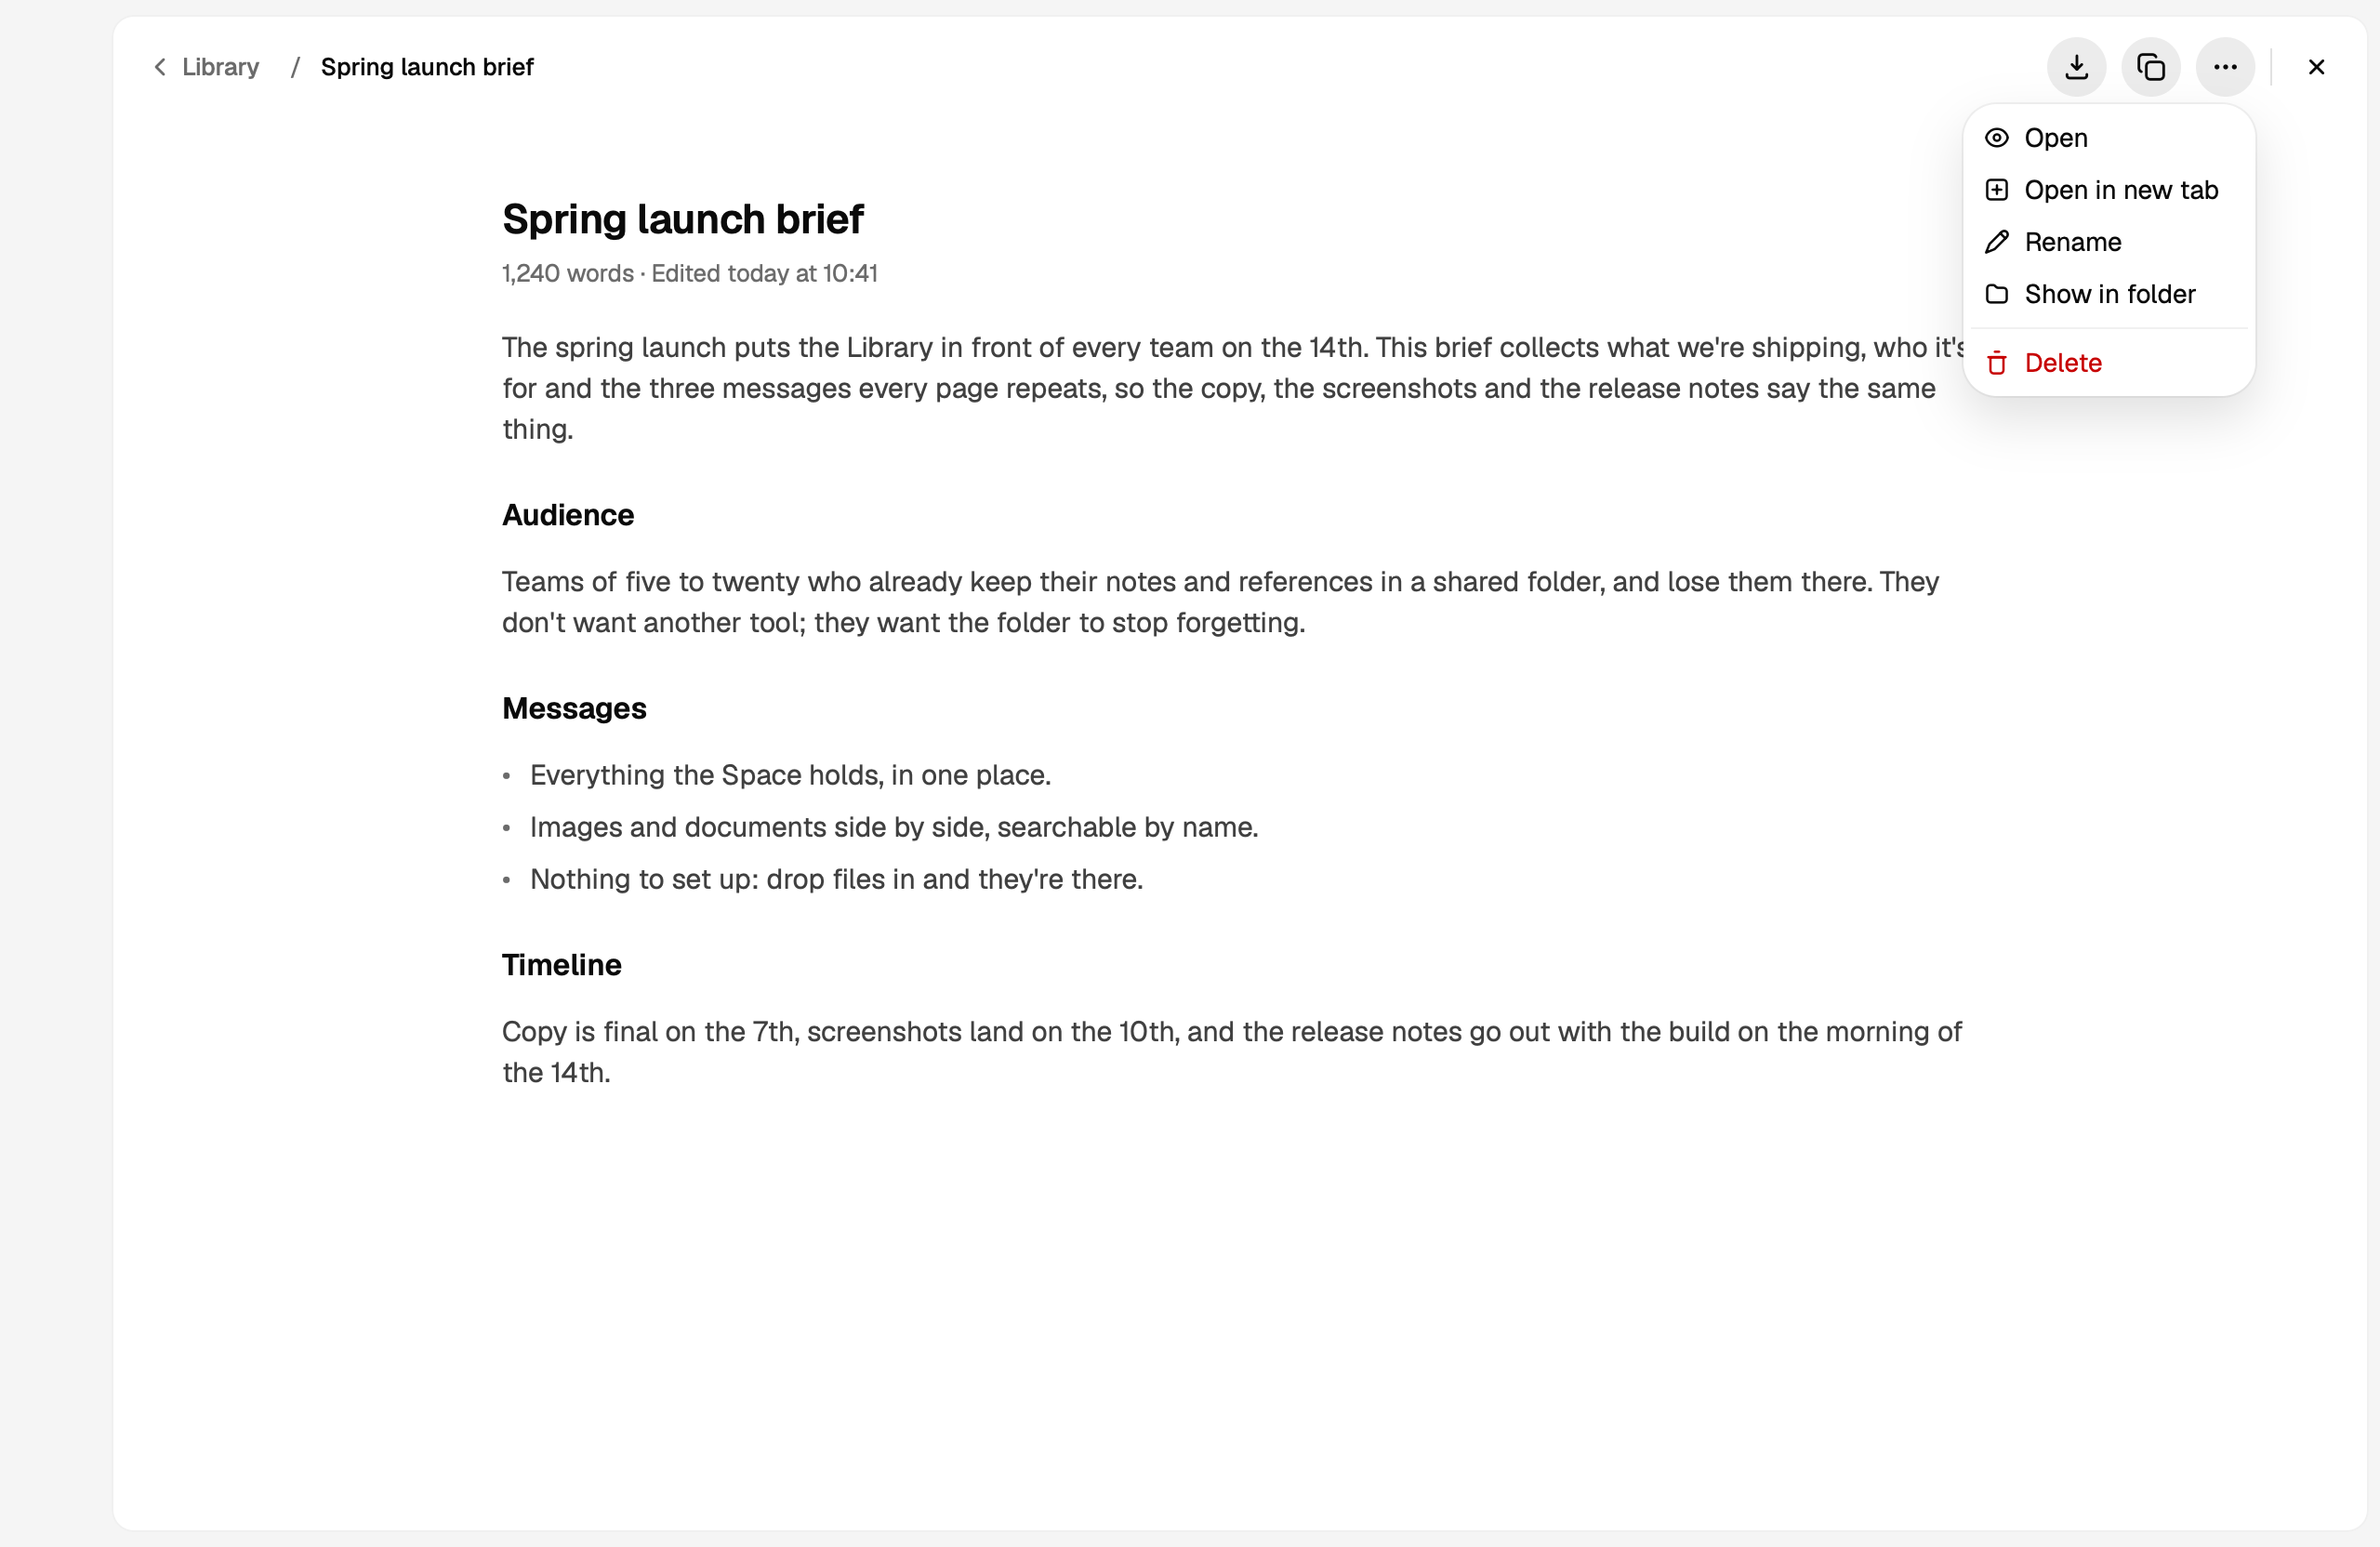 Library / Spring launch brief
Open
Open in new tab
Rename
Show in folder
Delete
Spring launch brief
1,240 words · Edited today at 10:41
The spring launch puts the Library in front of every team on the 14th. This brief collects what we're shipping, who it's
for and the three messages every page repeats, so the copy, the screenshots and the release notes say the same
thing.
Audience
Teams of five to twenty who already keep their notes and references in a shared folder, and lose them there. They
don't want another tool; they want the folder to stop forgetting.
Messages
• Everything the Space holds, in one place.
• Images and documents side by side, searchable by name.
• Nothing to set up: drop files in and they're there.
Timeline
Copy is final on the 7th, screenshots land on the 10th, and the release notes go out with the build on the morning of
the 14th.